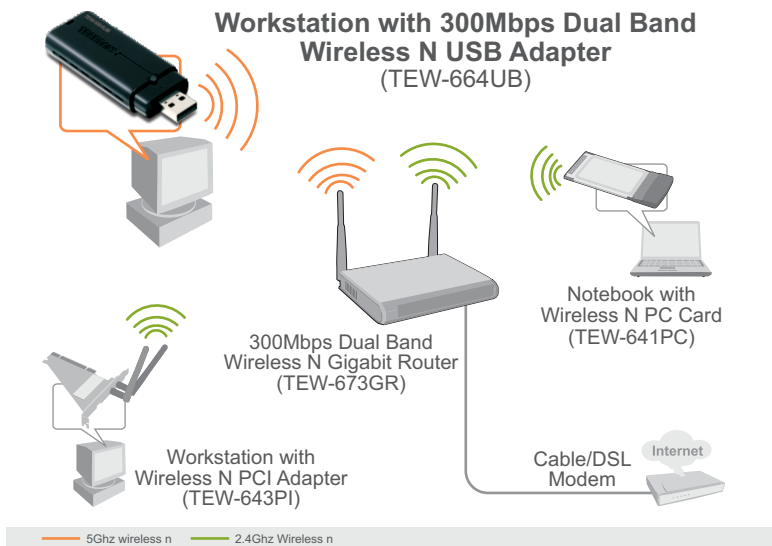 Workstation with 300Mbps Dual Band
Wireless N USB Adapter
(TEW-664UB)
Notebook with
Wireless N PC Card
(TEW-641PC)
300Mbps Dual Band
Wireless N Gigabit Router
(TEW-673GR)
Workstation with
Wireless N PCI Adapter
(TEW-643PI)
Cable/DSL
Modem
Internet
5Ghz wireless n
2.4Ghz Wireless n